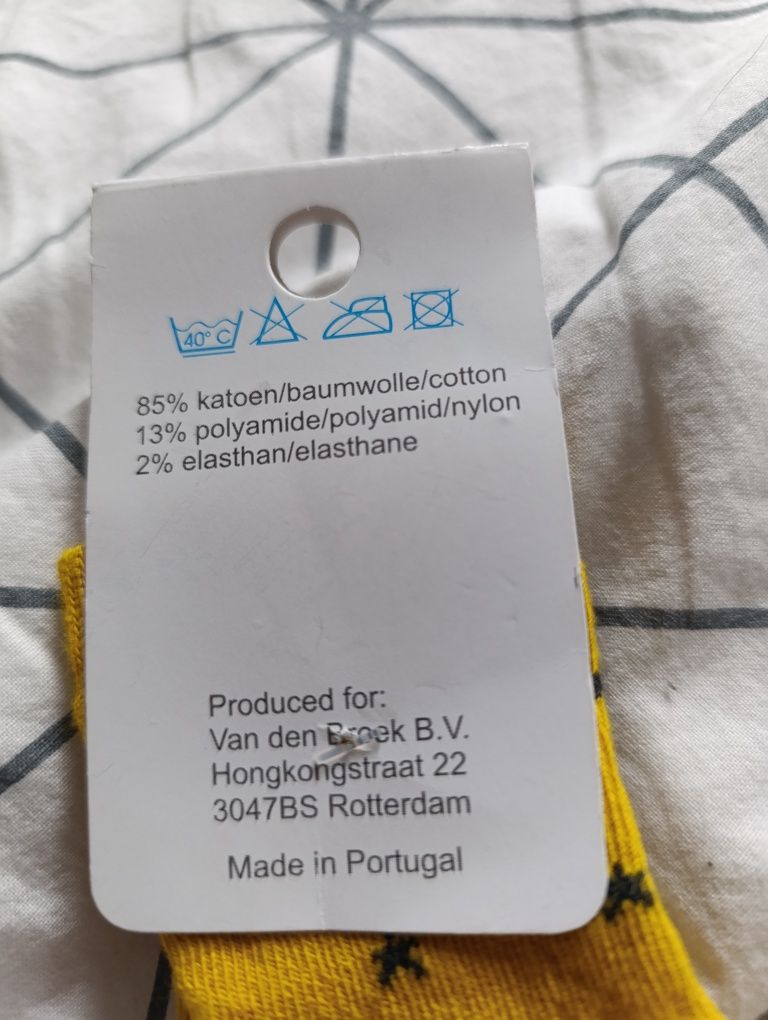 40° C
85% katoen/baumwolle/cotton
13% polyamide/polyamid/nylon
2% elasthan/elasthane
Produced for:
Van den Broek B.V.
Hongkongstraat 22
3047BS Rotterdam
Made in Portugal